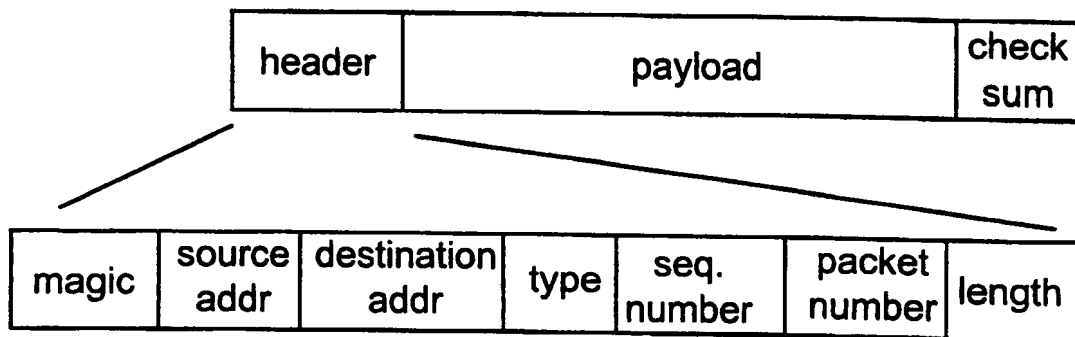 header
payload
check
sum
magic
source
addr
destination
addr
type
seq.
number
packet
number
length